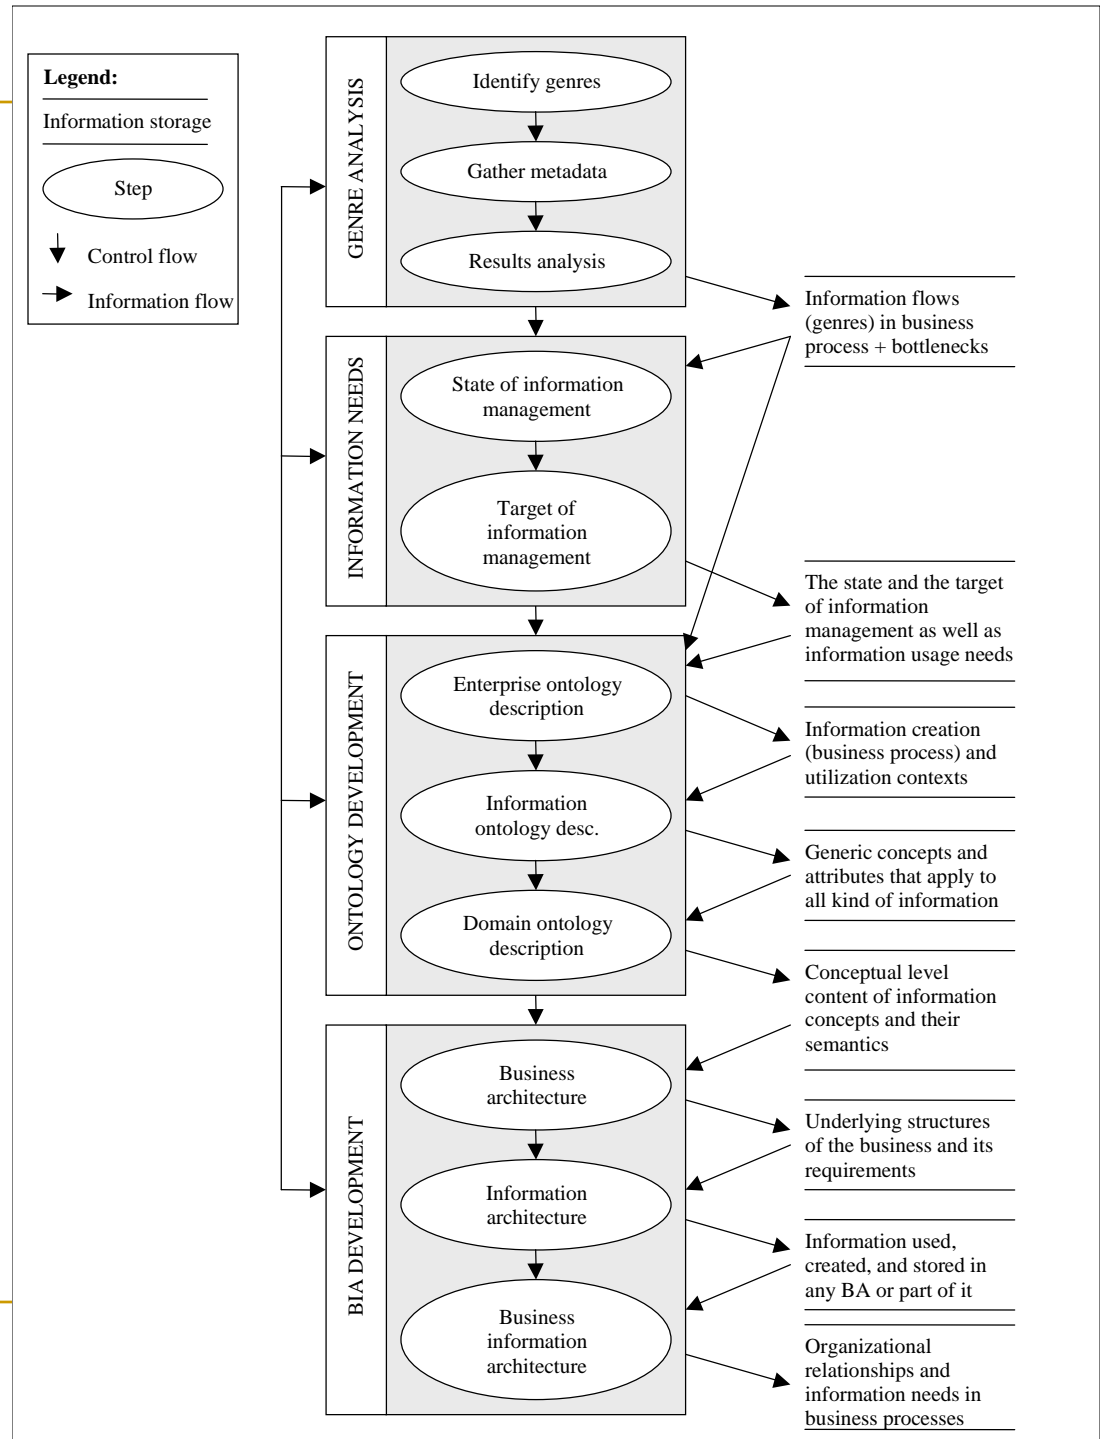 Legend:
Information storage
Step
Control flow
Information flow
GENRE ANALYSIS
Identify genres
Gather metadata
Results analysis
Information flows
(genres) in business
process + bottlenecks
INFORMATION NEEDS
State of information
management
Target of
information
management
The state and the target
of information
management as well as
information usage needs
ONTOLOGY DEVELOPMENT
Enterprise ontology
description
Information
ontology desc.
Domain ontology
description
Information creation
(business process) and
utilization contexts
Generic concepts and
attributes that apply to
all kind of information
Conceptual level
content of information
concepts and their
semantics
BIA DEVELOPMENT
Business
architecture
Information
architecture
Business
information
architecture
Underlying structures
of the business and its
requirements
Information used,
created, and stored in
any BA or part of it
Organizational
relationships and
information needs in
business processes